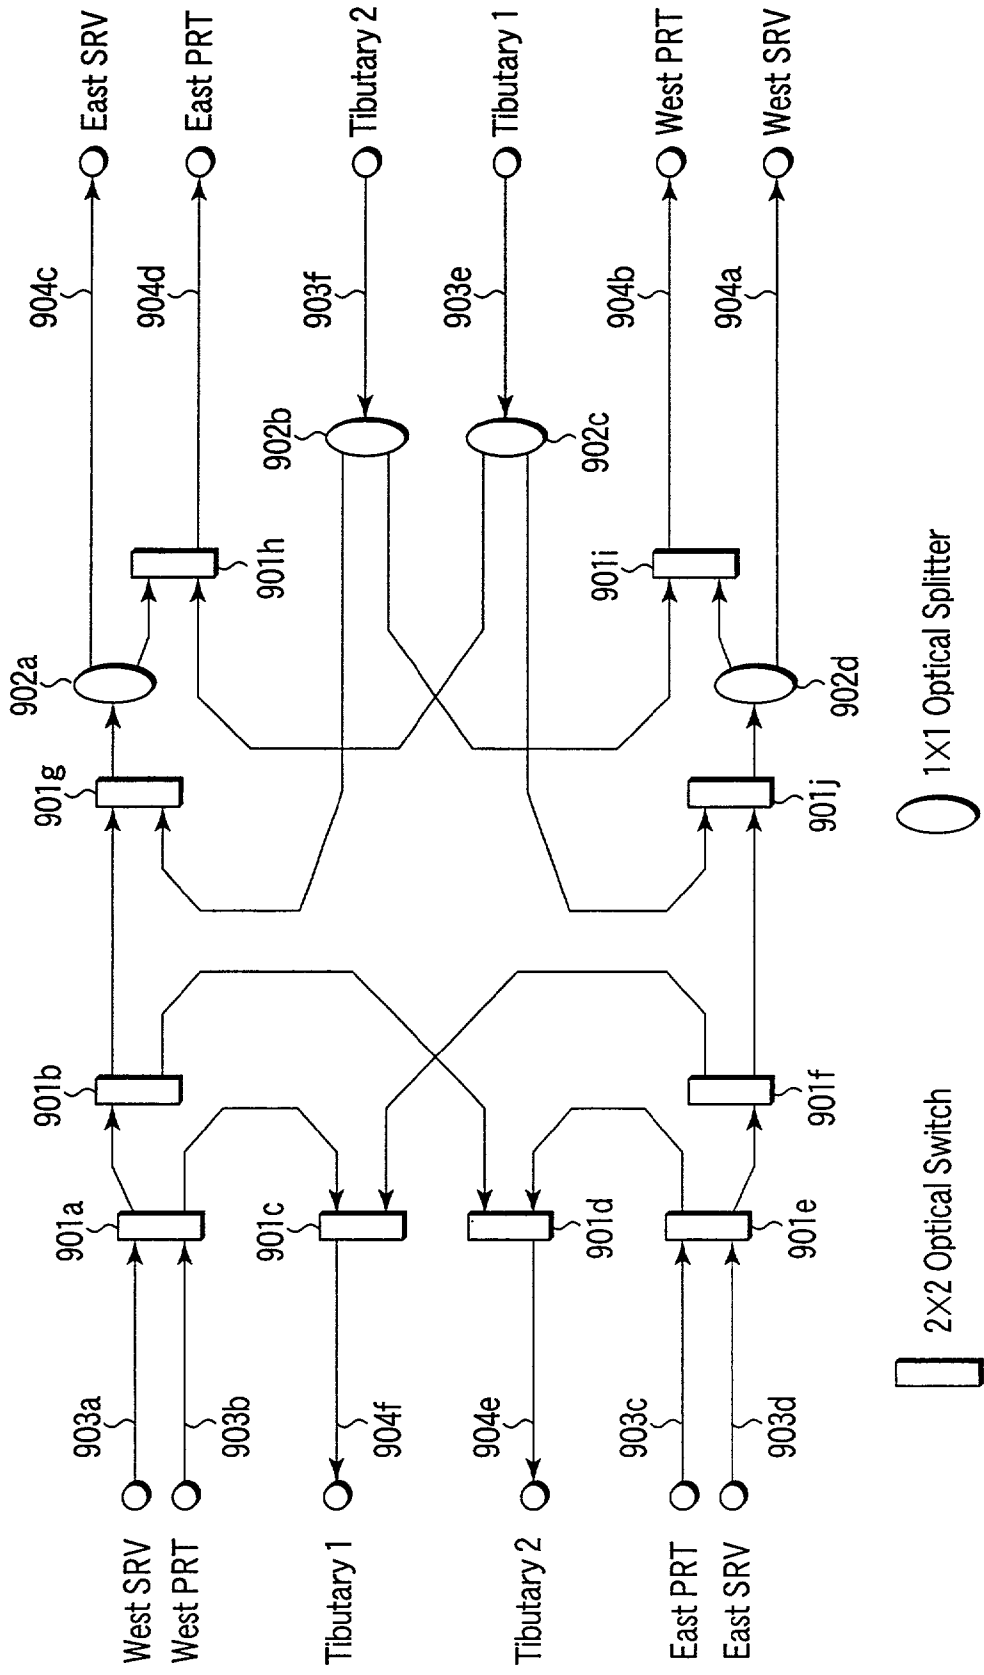 West SRV
903a
901a
901b
901g
902a
904c
East SRV
West PRT
903b
904d
East PRT
901h
Tibutary 1
904f
901c
902b
903f
Tibutary 2
Tibutary 2
904e
901d
902c
903e
Tibutary 1
East PRT
903c
901i
904b
West PRT
East SRV
903d
901e
901f
901j
902d
904a
West SRV
2×2 Optical Switch
1×1 Optical Splitter